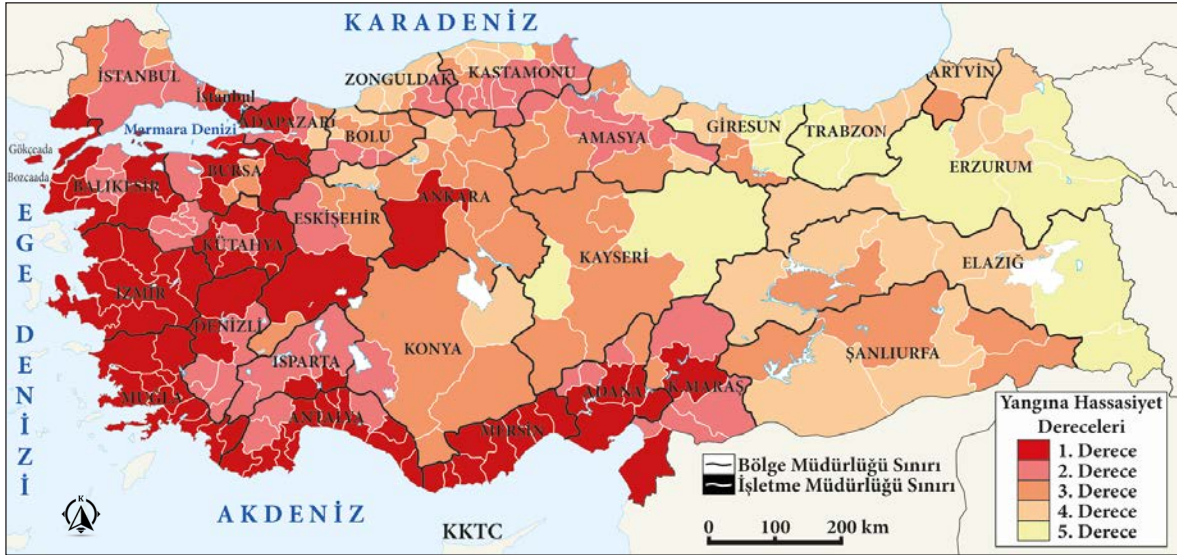 KARADENİZ
İSTANBUL
ZONGULDAK
KASTAMONU
ARTVİN
İstanbul
Marmara Denizi
ADAPAZARI
BOLU
AMASYA
GİRESUN
TRABZON
Gökçeada
Bozcaada
BALIKESİR
BURSA
ANKARA
ERZURUM
ESKİŞEHİR
KÜTAHYA
KAYSERİ
ELAZIĞ
EGE DENİZİ
İZMİR
DENİZLİ
ISPARTA
KONYA
ŞANLIURFA
MUĞLA
ANTALYA
MERSİN
ADANA
K.MARAŞ
AKDENİZ
KKTC
K
Bölge Müdürlüğü Sınırı
İşletme Müdürlüğü Sınırı
0 100 200 km
Yangına Hassasiyet
Dereceleri
1. Derece
2. Derece
3. Derece
4. Derece
5. Derece